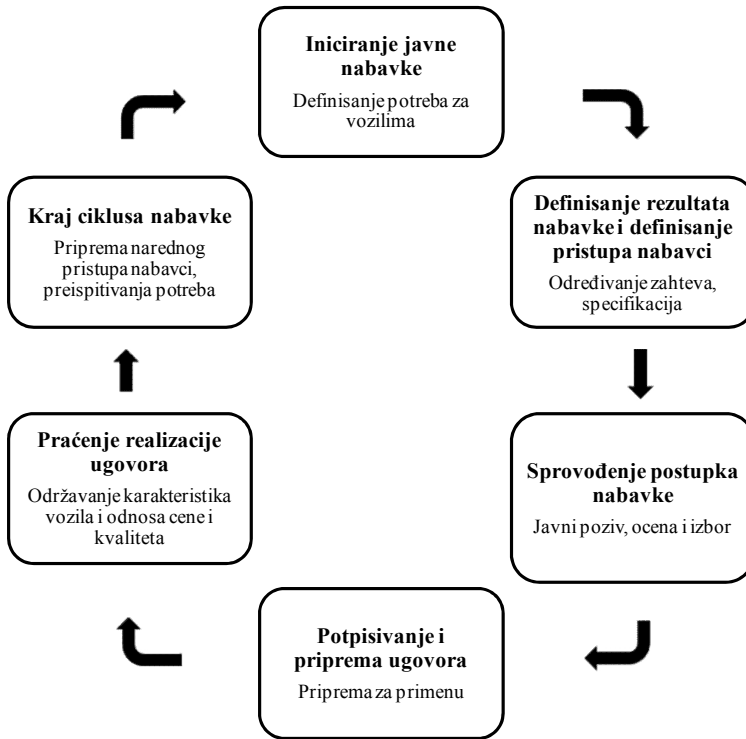 Iniciranje javne
nabavke
Definisanje potreba za
vozilima
Definisanje rezultata
nabavke i definisanje
pristupa nabavci
Određivanje zahteva,
specifikacija
Sprovođenje postupka
nabavke
Javni poziv, ocena i izbor
Potpisivanje i
priprema ugovora
Priprema za primenu
Praćenje realizacije
ugovora
Održavanje karakteristika
vozila i odnosa cene i
kvaliteta
Kraj ciklusa nabavke
Priprema narednog
pristupa nabavci,
preispitivanja potreba